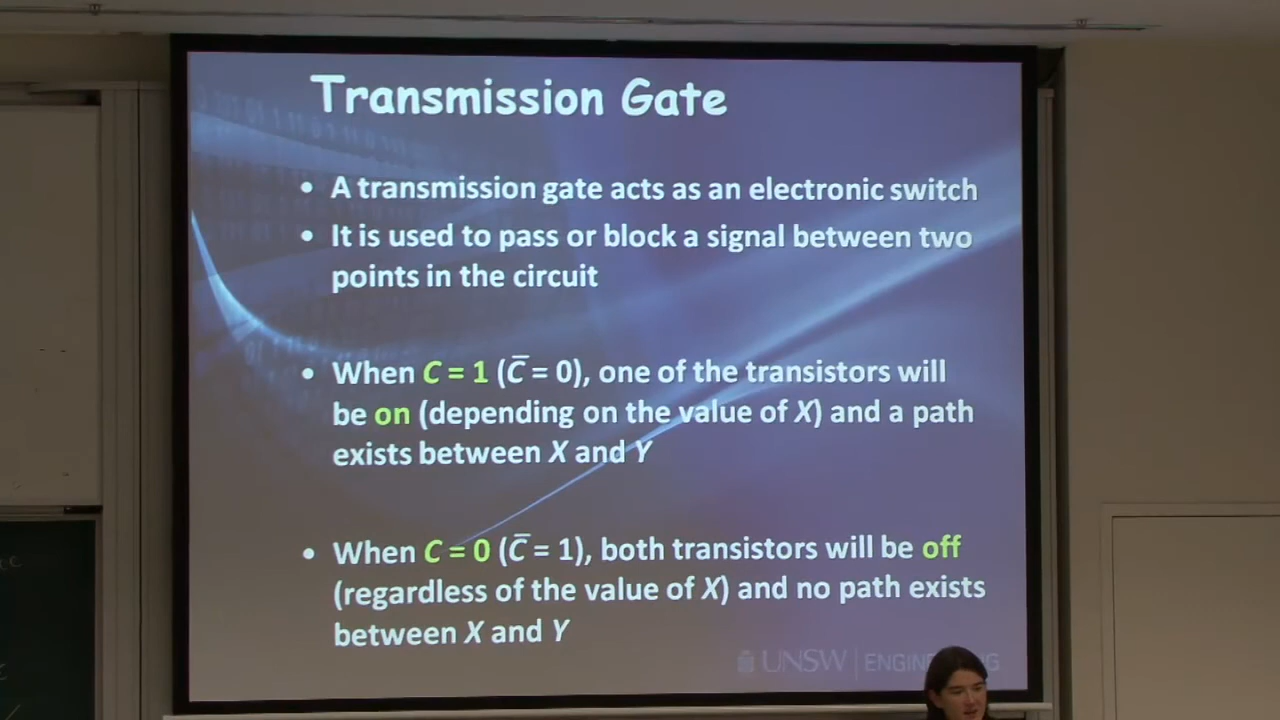 Transmission Gate
• A transmission gate acts as an electronic switch
• It is used to pass or block a signal between two
points in the circuit
• When C = 1 (C̅ = 0), one of the transistors will
be on (depending on the value of X) and a path
exists between X and Y
• When C = 0 (C̅ = 1), both transistors will be off
(regardless of the value of X) and no path exists
between X and Y
UNSW